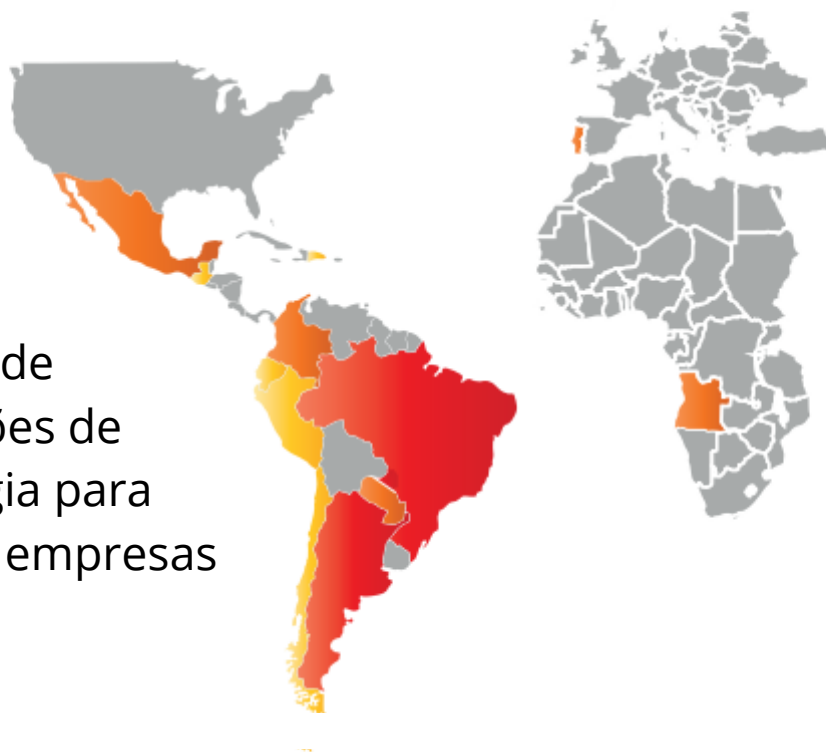 de
ões de
gia para
empresas